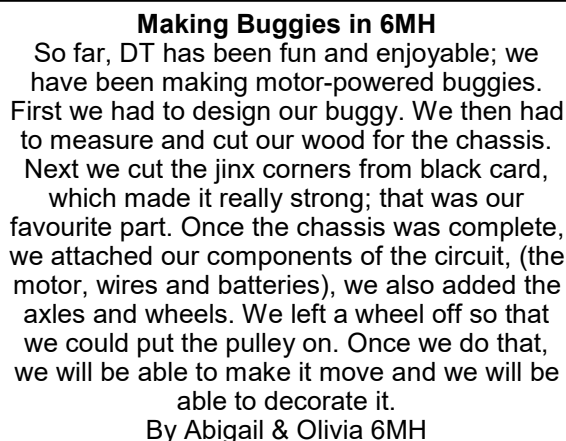 Making Buggies in 6MH
So far, DT has been fun and enjoyable; we
have been making motor-powered buggies.
First we had to design our buggy. We then had
to measure and cut our wood for the chassis.
Next we cut the jinx corners from black card,
which made it really strong; that was our
favourite part. Once the chassis was complete,
we attached our components of the circuit, (the
motor, wires and batteries), we also added the
axles and wheels. We left a wheel off so that
we could put the pulley on. Once we do that,
we will be able to make it move and we will be
able to decorate it.
By Abigail & Olivia 6MH